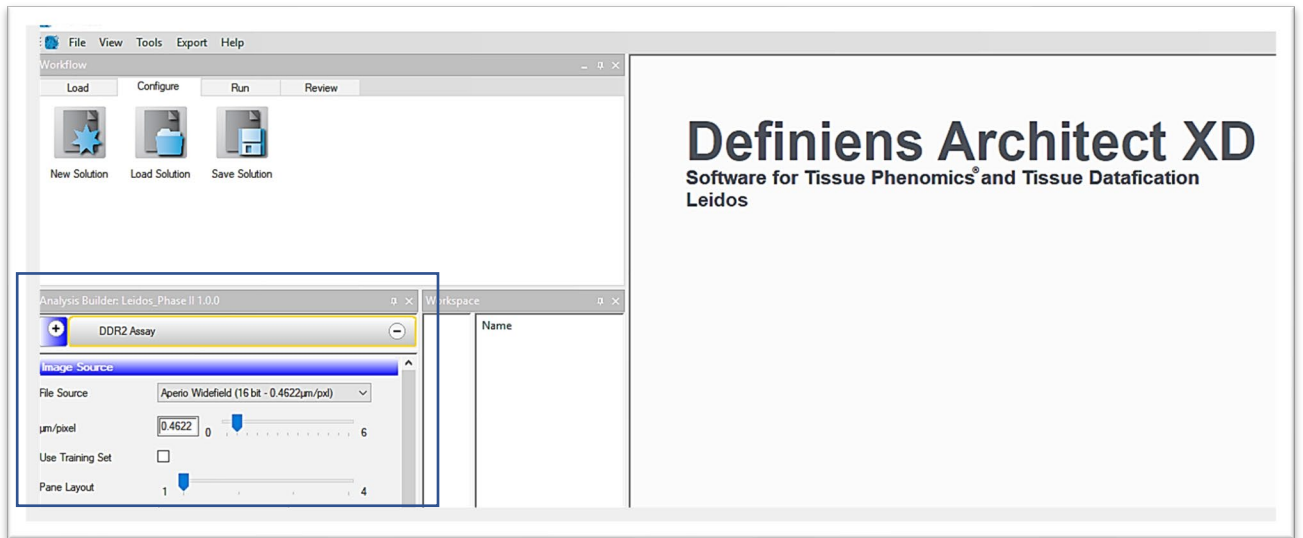 File View Tools Export Help
Workflow
Load Configure Run Review
New Solution Load Solution Save Solution
Definiens Architect XD
Software for Tissue Phenomics® and Tissue Datafication
Leidos
Analysis Builder: Leidos_Phase II 1.0.0
Workspace
DDR2 Assay
Name
Image Source
File Source Aperio Widefield (16 bit - 0.4622µm/pxl)
µm/pixel 0.4622 0 6
Use Training Set
Pane Layout 1 4